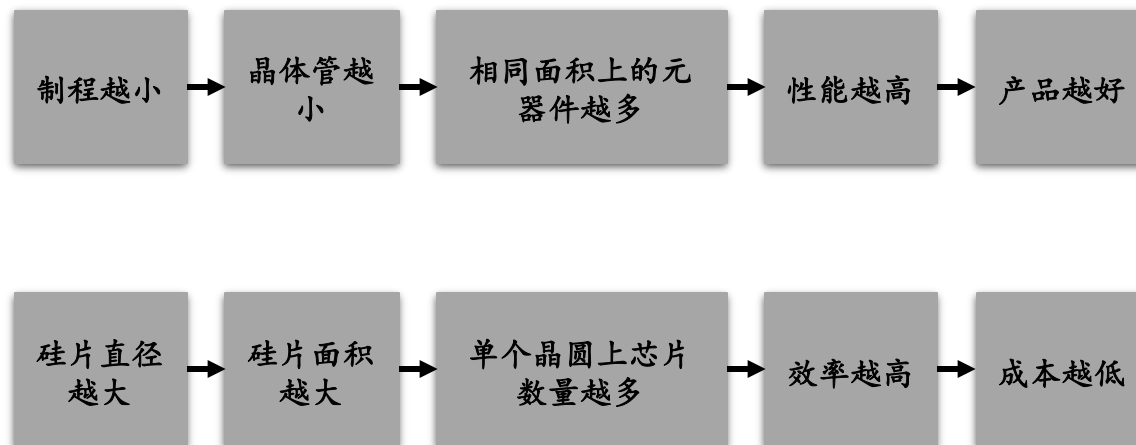 制程越小
晶体管越
小
相同面积上的元
器件越多
性能越高
产品越好
硅片直径
越大
硅片面积
越大
单个晶圆上芯片
数量越多
效率越高
成本越低